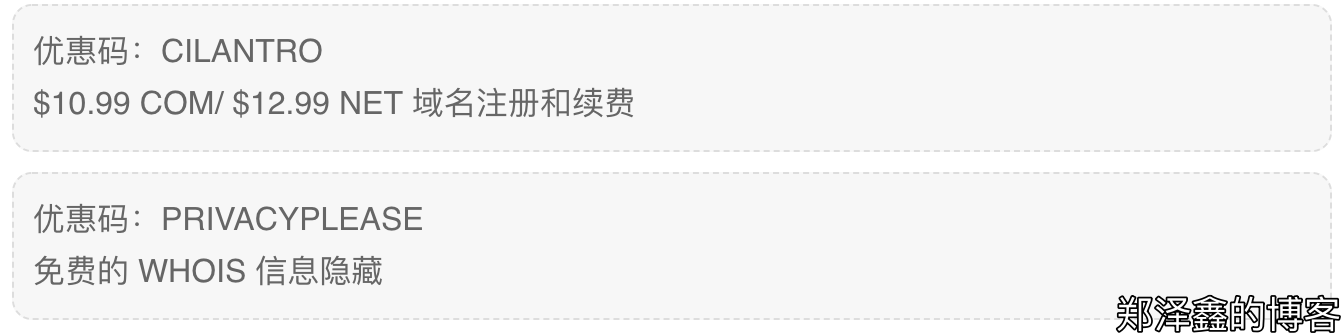 优惠码：CILANTRO
$10.99 COM/ $12.99 NET 域名注册和续费
优惠码：PRIVACYPLEASE
免费的 WHOIS 信息隐藏
郑泽鑫的博客